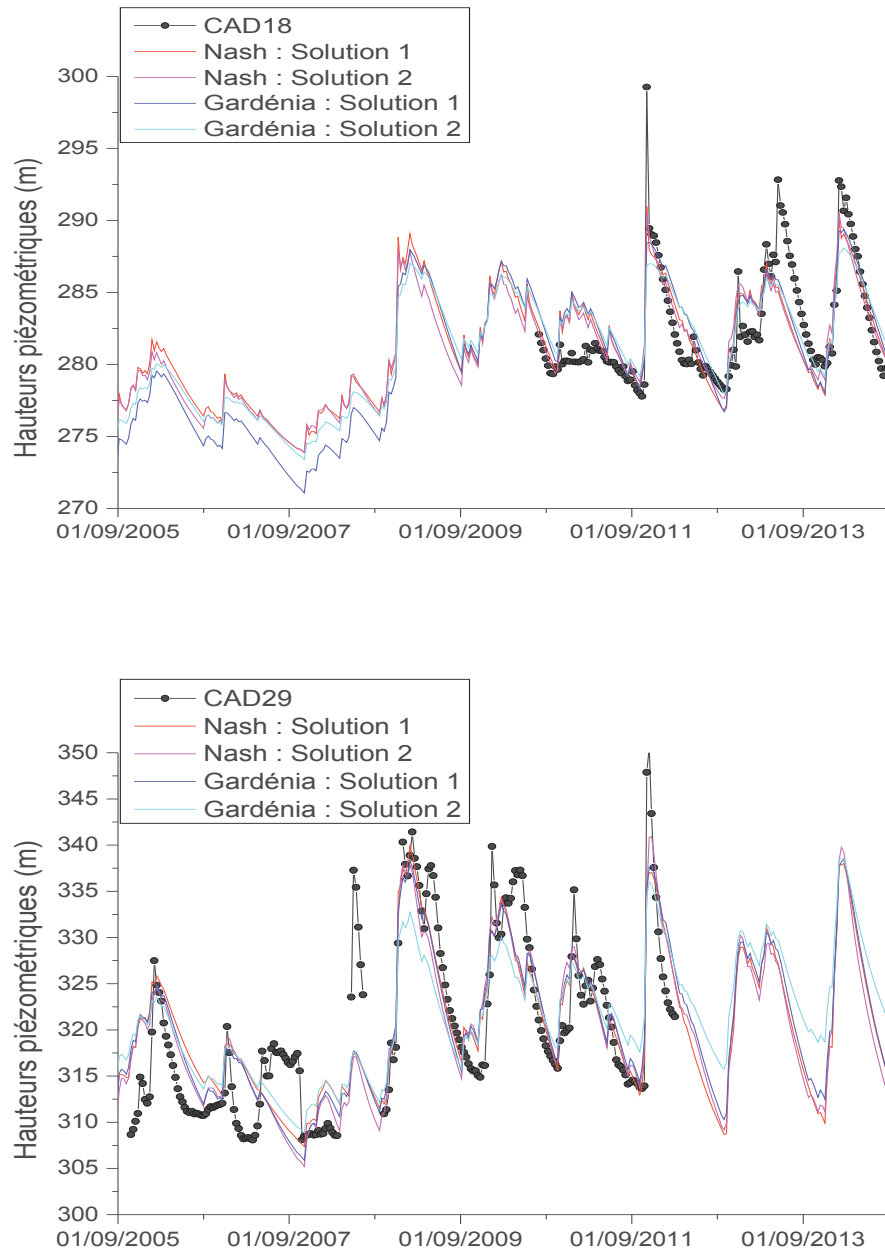 CAD18
Nash : Solution 1
Nash : Solution 2
Gardénia : Solution 1
Gardénia : Solution 2
Hauteurs piézométriques (m)
300
295
290
285
280
275
270
01/09/2005
01/09/2007
01/09/2009
01/09/2011
01/09/2013
CAD29
Nash : Solution 1
Nash : Solution 2
Gardénia : Solution 1
Gardénia : Solution 2
Hauteurs piézométriques (m)
350
345
340
335
330
325
320
315
310
305
300
01/09/2005
01/09/2007
01/09/2009
01/09/2011
01/09/2013